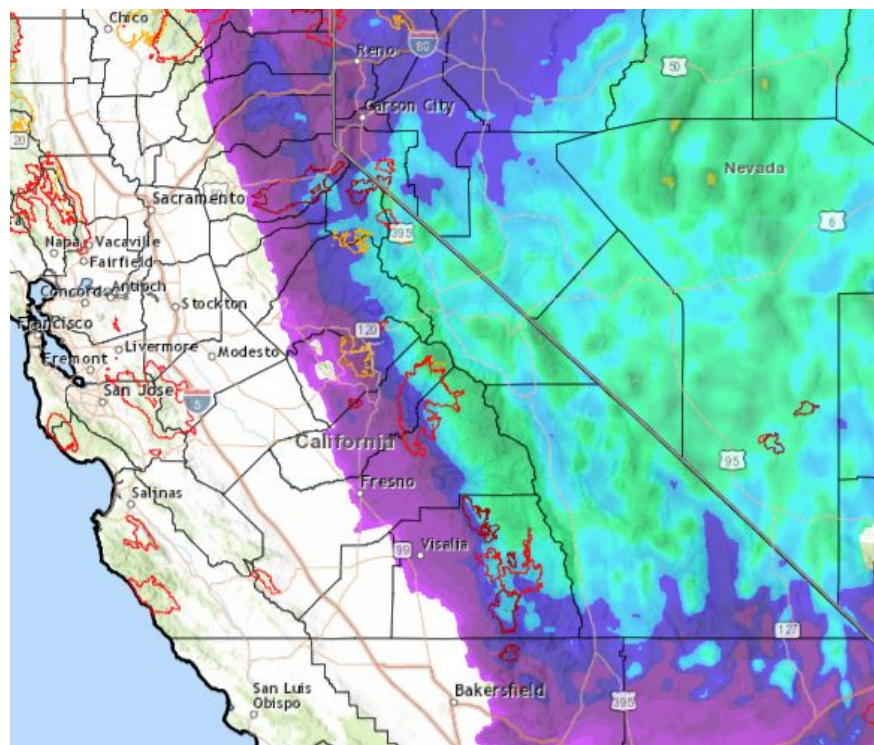 Chico
Reno
80
50
Carson City
20
Nevada
Sacramento
6
395
Napa
Vacaville
Fairfield
Concord
Antioch
Stockton
120
Francisco
Livermore
Modesto
Fremont
San Jose
5
California
95
Salinas
Fresno
99
Visalia
127
San Luis
Obispo
Bakersfield
395